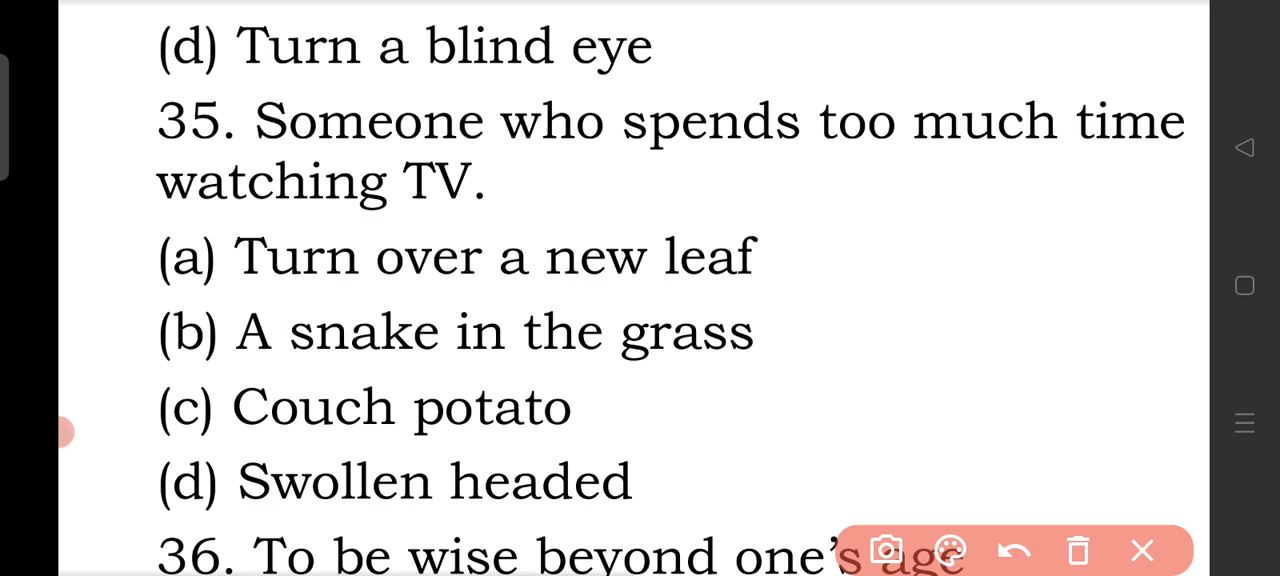 (d) Turn a blind eye
35. Someone who spends too much time
watching TV.
(a) Turn over a new leaf
(b) A snake in the grass
(c) Couch potato
(d) Swollen headed
36. To be wise beyond one's age